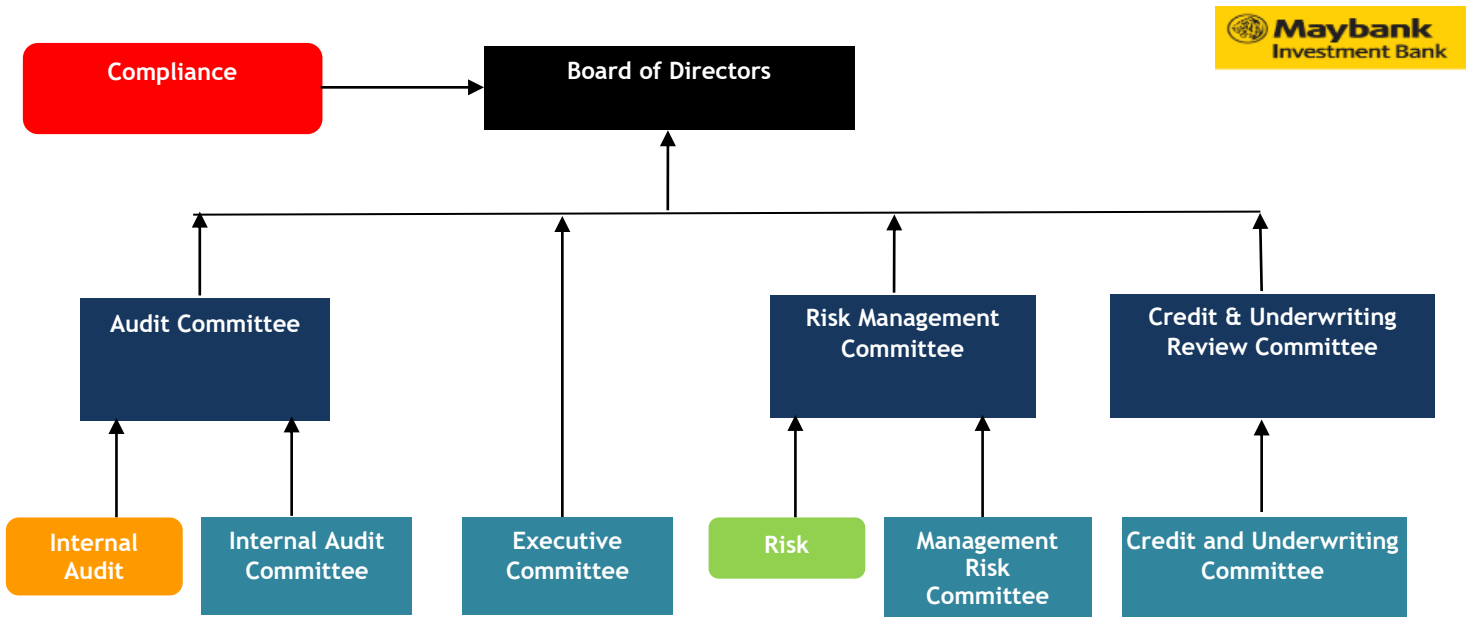 Maybank
Investment Bank
Compliance
Board of Directors
Audit Committee
Risk Management
Committee
Credit & Underwriting
Review Committee
Internal
Audit
Internal Audit
Committee
Executive
Committee
Risk
Management
Risk
Committee
Credit and Underwriting
Committee